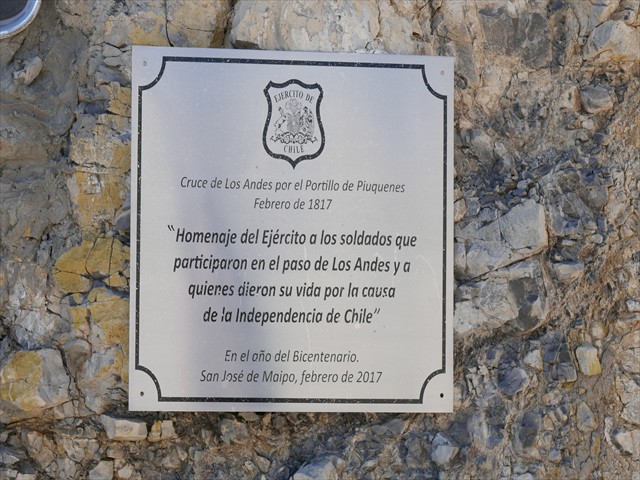 EJERCITO DE
CHILE
Cruce de Los Andes por el Portillo de Piuquenes
Febrero de 1817
"Homenaje del Ejército a los soldados que
participaron en el paso de Los Andes y a
quienes dieron su vida por la causa
de la Independencia de Chile"
En el año del Bicentenario.
San José de Maipo, febrero de 2017